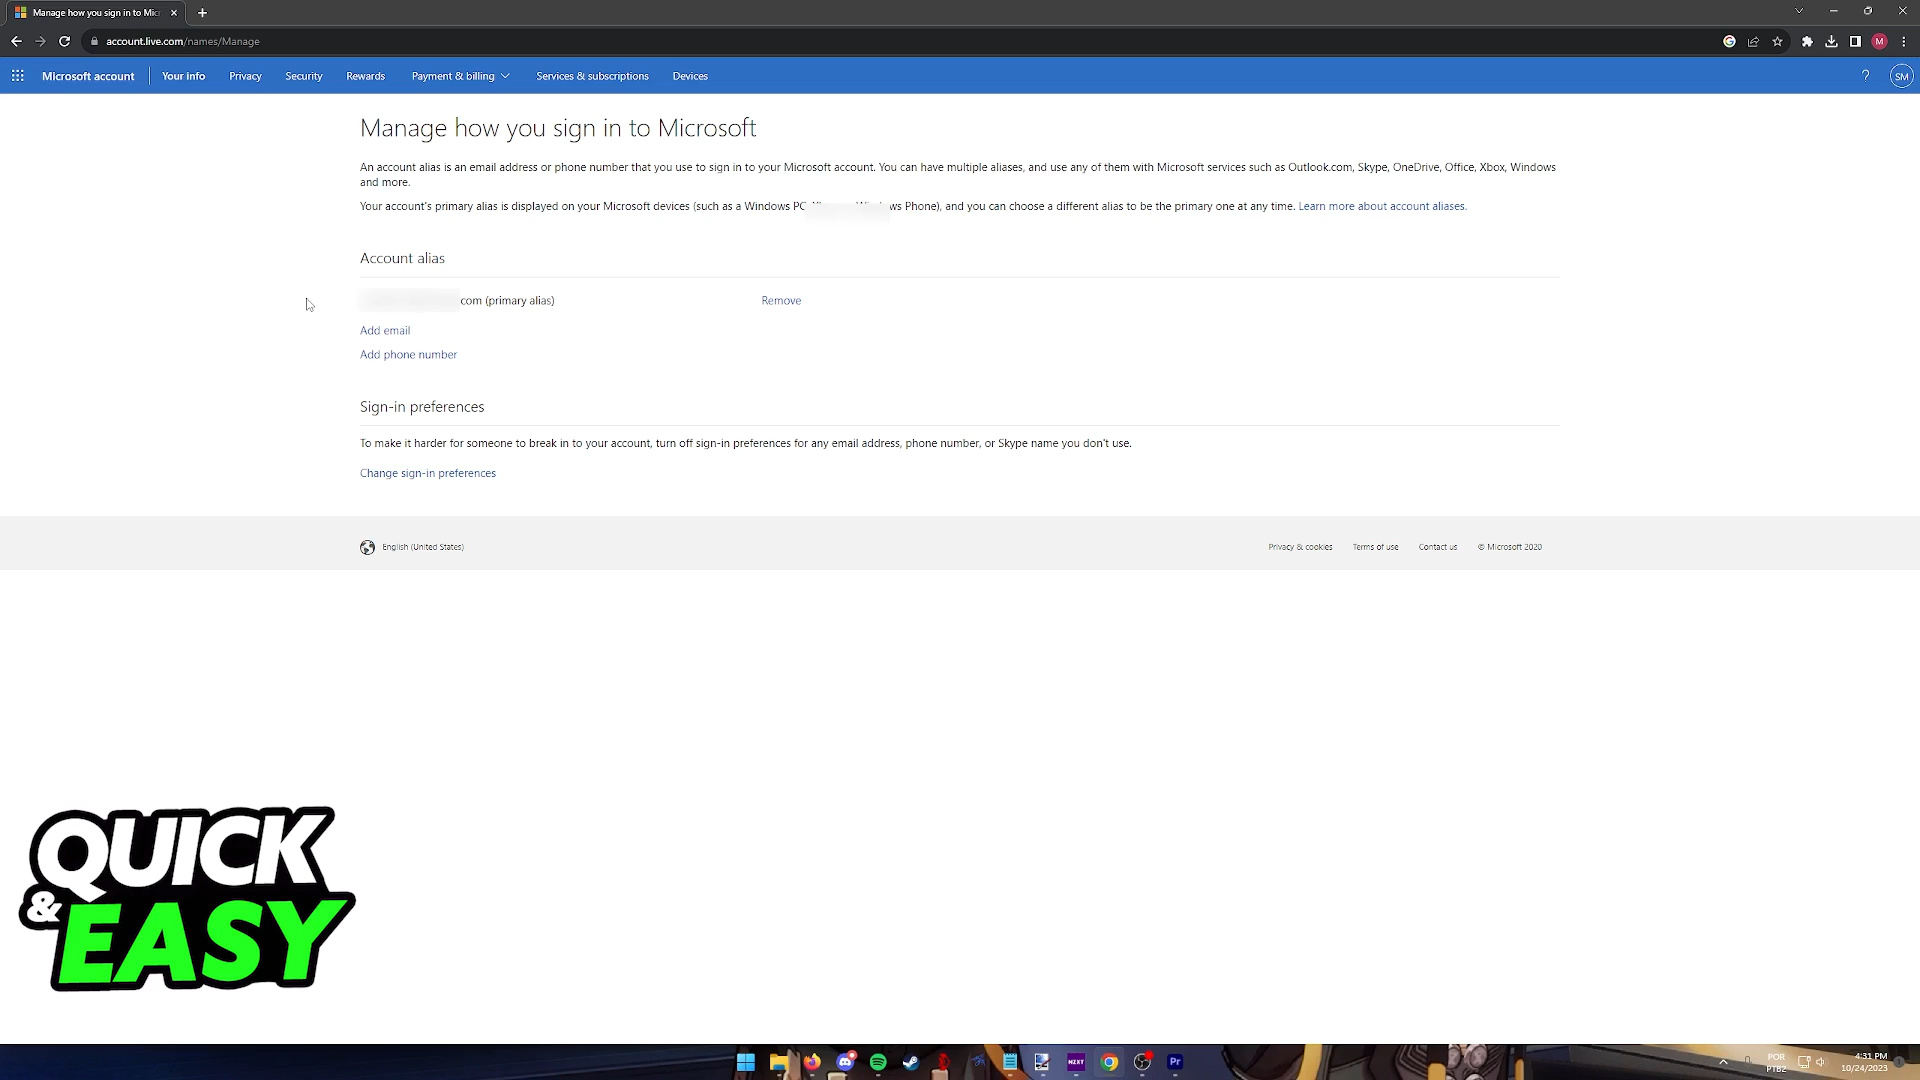 Manage how you sign in to Mic
account.live.com/names/Manage
M
Microsoft account
Your info
Privacy
Security
Rewards
Payment & billing
Services & subscriptions
Devices
?
SM
Manage how you sign in to Microsoft
An account alias is an email address or phone number that you use to sign in to your Microsoft account. You can have multiple aliases, and use any of them with Microsoft services such as Outlook.com, Skype, OneDrive, Office, Xbox, Windows
and more.
Your account's primary alias is displayed on your Microsoft devices (such as a Windows PC, Phone), and you can choose a different alias to be the primary one at any time. Learn more about account aliases.
Account alias
com (primary alias)
Remove
Add email
Add phone number
Sign-in preferences
To make it harder for someone to break in to your account, turn off sign-in preferences for any email address, phone number, or Skype name you don't use.
Change sign-in preferences
English (United States)
Privacy & cookies
Terms of use
Contact us
© Microsoft 2020
QUICK
& EASY
NZXT
Pr
POR
PTB2
4:31 PM
10/24/2023